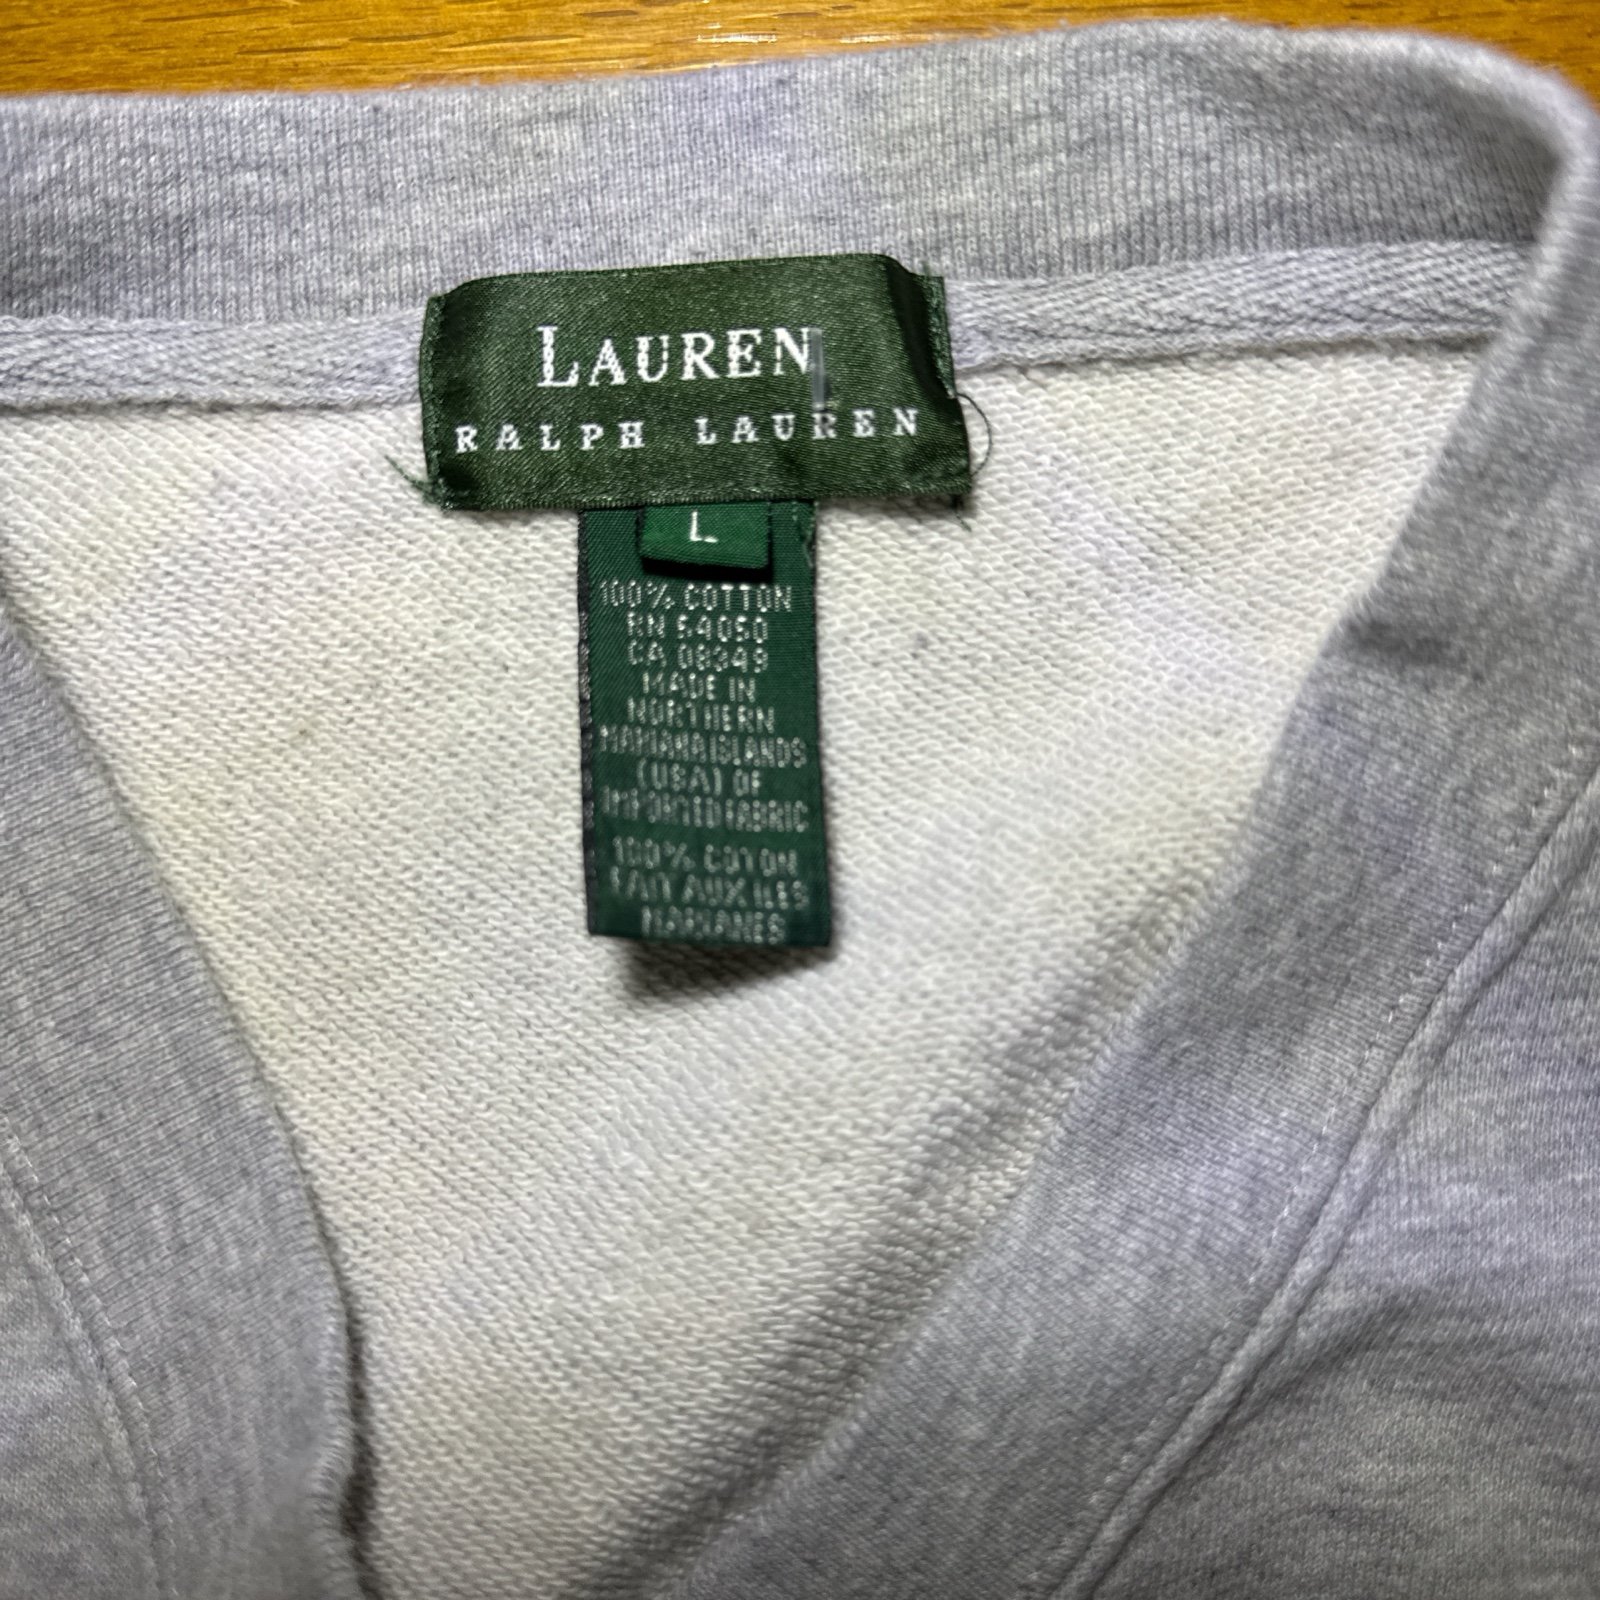 LAUREN
RALPH LAUREN
L
100% COTTON
RN 54050
CA 08349
MADE IN
NORTHERN
MARIANA ISLANDS
(USA) OF
IMPORTED FABRIC
100% COTON
FAIT AUX ILES
MARIANES